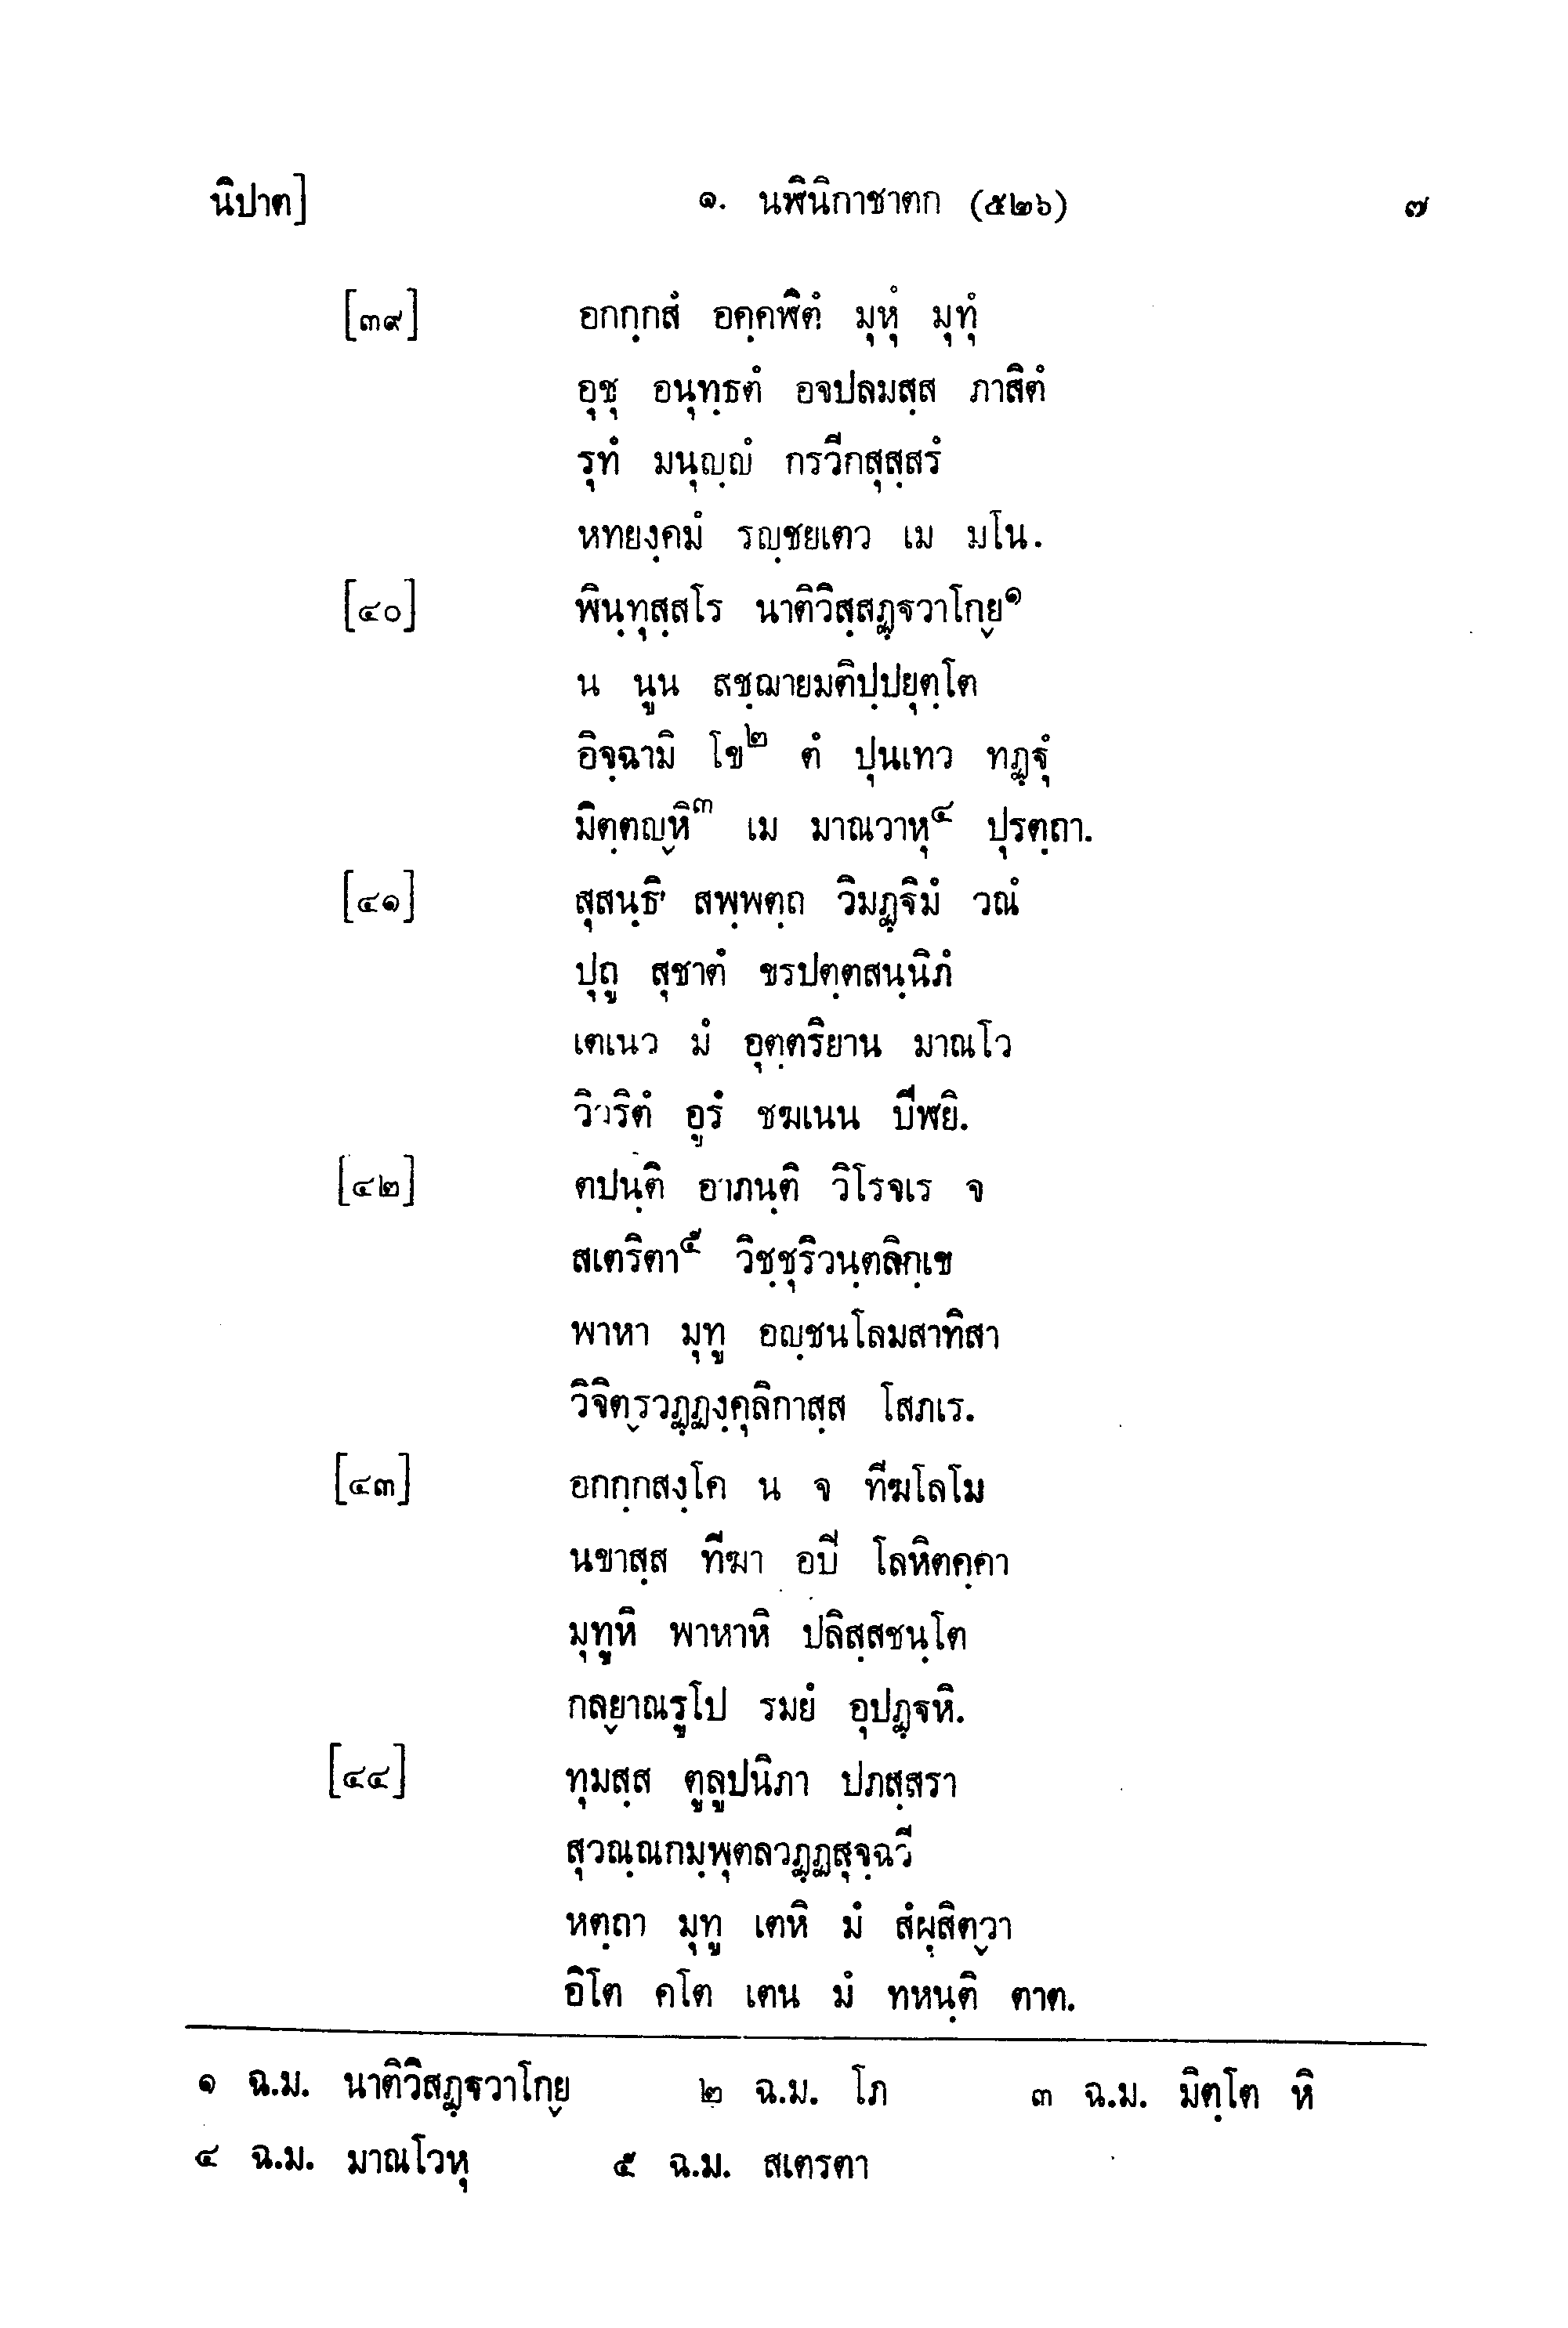 นิปาต] ๑. นฬินิกาชาตก (๕๒๖) ๗
[๓๙] อกกฺกสํ อคฺคฬิตํ มุหุํ มุทุํ
อุชุ อนุทฺธตํ อจปลมสฺส ภาสิตํ
รุทํ มนุญฺญํ กรวีกสุสฺสรํ
หทยงฺคมํ รญฺชยเตว เม มโน.
[๔๐] พินฺทุสฺสโร นาติวิสฺสฏฺฐวาโกฺย๑
น นูน สชฺฌายมติปฺปยุตฺโต
อิจฺฉามิ โข๒ ตํ ปุนเทว ทฏฺฐุํ
มิตฺตญฺหิ๓ เม มาณวาหุ๔ ปุรตฺถา.
[๔๑] สุสนฺธิ สพฺพตฺถ วิมฏฺฐิมํ วณํ
ปุถู สุชาตํ ขรปตฺตสนฺนิภํ
เตเนว มํ อุตฺตริยาน มาณโว
วิวริตํ อูรํ ชฆเนน ปีฬยิ.
[๔๒] ตปนฺติ อาภนฺติ วิโรจเร จ
สเตริตา๕ วิชฺชุริวนฺตลิกฺเข
พาหา มุทู อญฺชนโลมสาทิสา
วิจิตฺรวฏฺฏงฺคุลิกาสฺส โสภเร.
[๔๓] อกกฺกสงฺโค น จ ทีฆโลโม
นขาสฺส ทีฆา อปิ โลหิตคฺคา
มุทูหิ พาหาหิ ปลิสฺสชนฺโต
กลฺยาณรูโป รมยํ อุปฏฺฐหิ.
[๔๔] ทุมสฺส ตูลูปนิภา ปภสฺสรา
สุวณฺณกมฺพุตลวฏฺฏสุจฺฉวี
หตฺถา มุทู เตหิ มํ สํผุสิตฺวา
อิโต คโต เตน มํ ทหนฺติ ตาต.
๑ ฉ.ม. นาติวิสฏฺฐวาโกฺย ๒ ฉ.ม. โภ ๓ ฉ.ม. มิตฺโต หิ
๔ ฉ.ม. มาณโวหุ ๕ ฉ.ม. สเตรตา